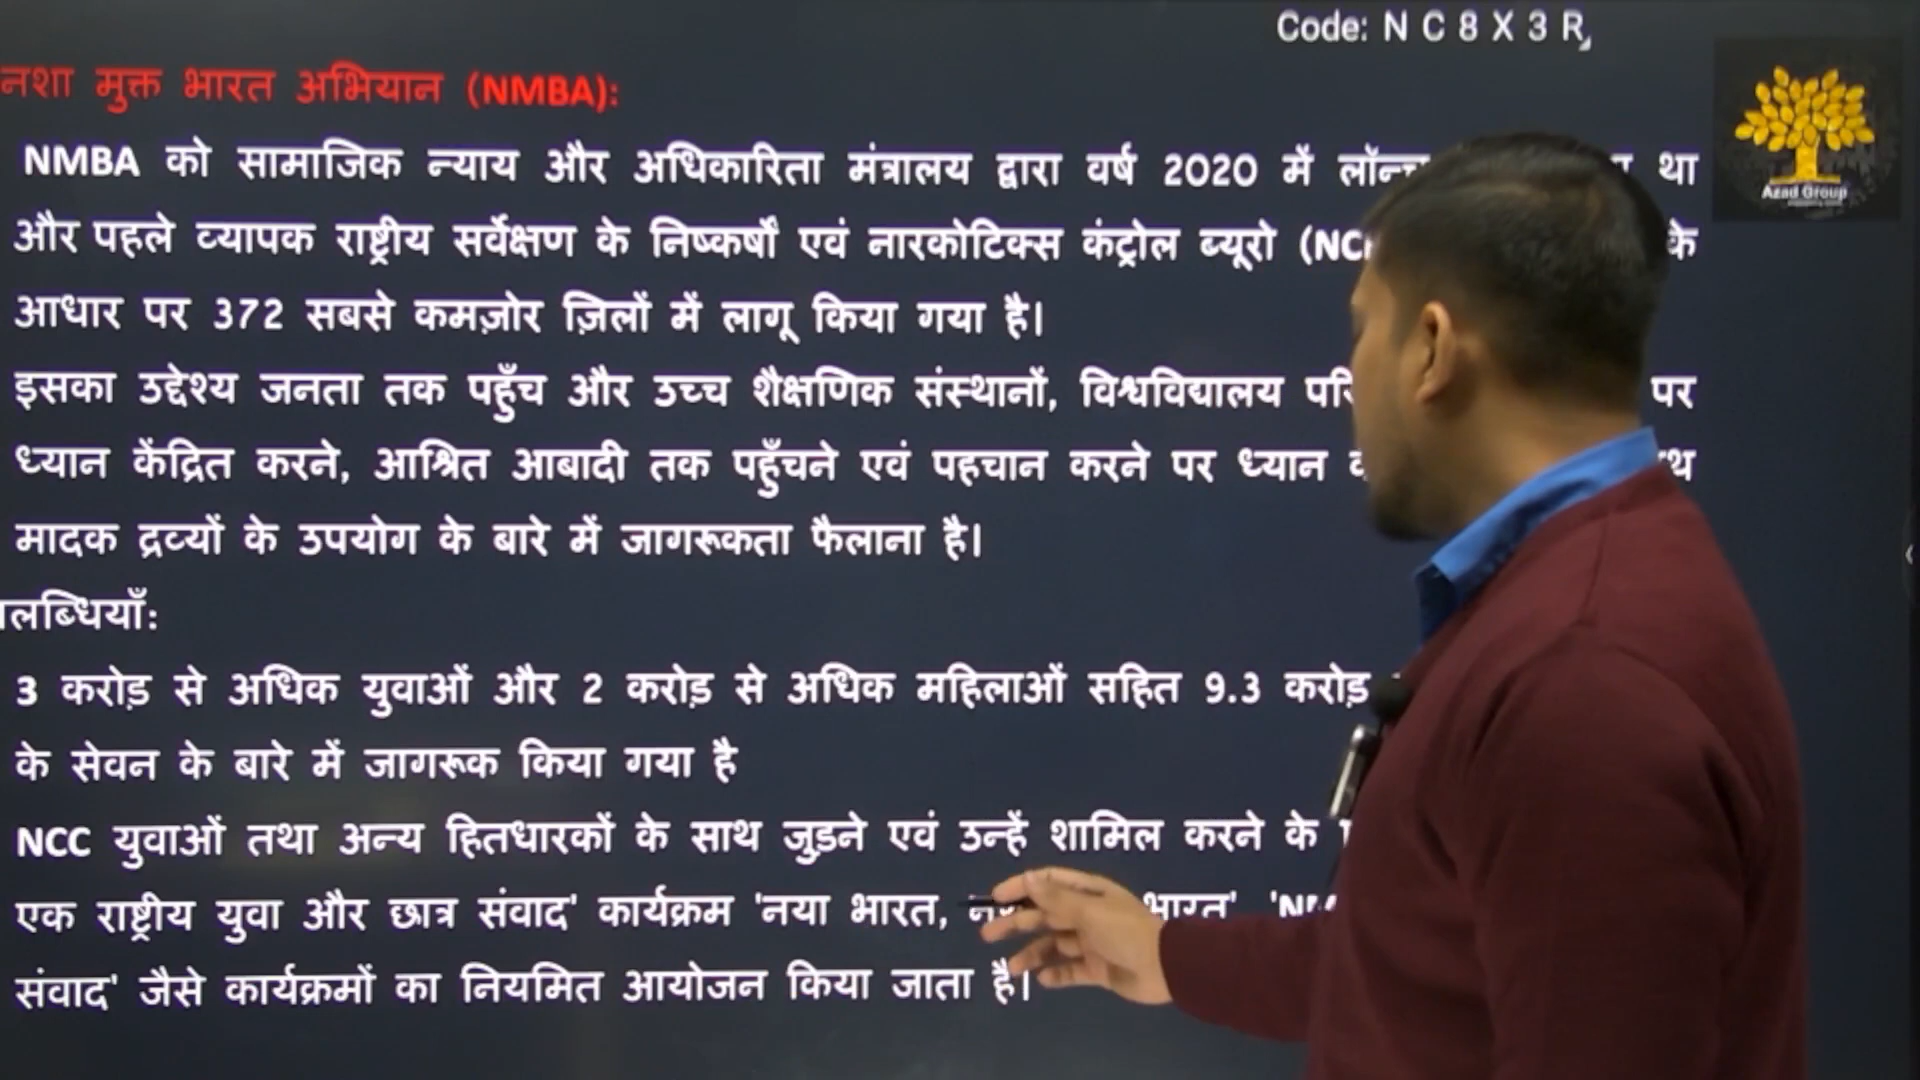 Code: N C 8 X 3 R
नशा मुक्त भारत अभियान (NMBA):
Azad Group
NMBA को सामाजिक न्याय और अधिकारिता मंत्रालय द्वारा वर्ष 2020 में था
और पहले व्यापक राष्ट्रीय सर्वेक्षण के निष्कर्षों एवं नारकोटिक्स कंट्रोल ब्यूरो के
आधार पर 372 सबसे कमज़ोर ज़िलों में लागू किया गया है।
इसका उद्देश्य जनता तक पहुँच और उच्च शैक्षणिक संस्थानों, विश्वविद्यालय पर
ध्यान केंद्रित करने, आश्रित आबादी तक पहुँचने एवं पहचान करने पर ध्यान
मादक द्रव्यों के उपयोग के बारे में जागरूकता फैलाना है।
लब्धियाँ:
3 करोड़ से अधिक युवाओं और 2 करोड़ से अधिक महिलाओं सहित 9.3 करोड़
के सेवन के बारे में जागरूक किया गया है
NCC युवाओं तथा अन्य हितधारकों के साथ जुड़ने एवं उन्हें शामिल करने के
एक राष्ट्रीय युवा और छात्र संवाद' कार्यक्रम 'नया भारत, भारत'
संवाद' जैसे कार्यक्रमों का नियमित आयोजन किया जाता है।